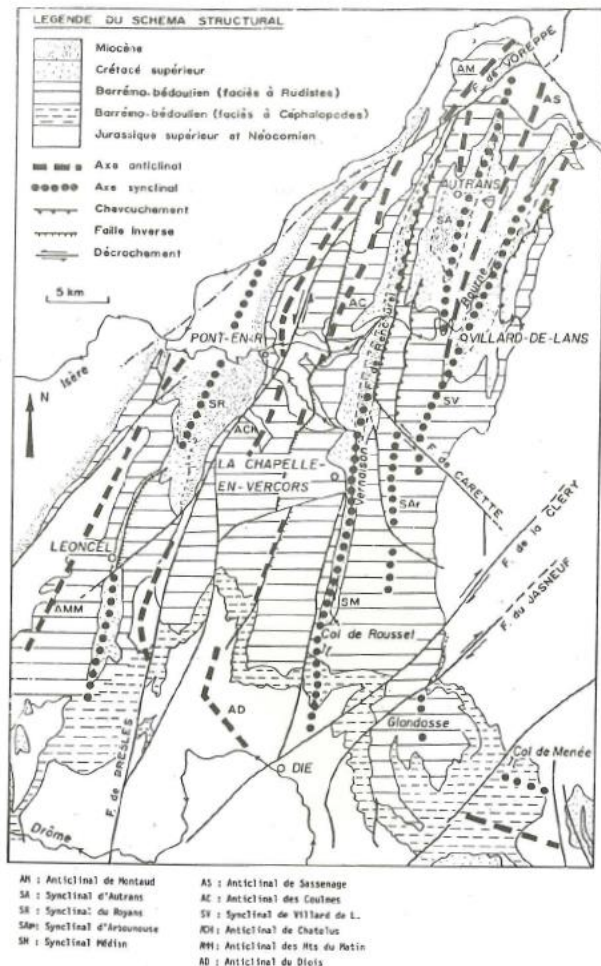 LEGENDE DU SCHEMA STRUCTURAL
Miocène
Crétacé supérieur
Barrémo-bédoulien (faciès à Rudistes)
Barrémo-bédoulien (faciès à Céphalopodes)
Jurassique supérieur et Néocomien
Axe anticlinal
Axe synclinal
Chevauchement
Faille Inverse
Décrochement
5 km
N
AM
F. de VOREPPE
AS
AUTRANS
SA
Bourne
VILLARD-DE-LANS
PONT-EN-R
Isère
AC
F. de Rencurel
SR
ACh
SV
LA CHAPELLE-
EN-VERCORS
Vernaison
F. de CARETTE
SAr
F. de la CLERY
F. du JASNEUF
LEONCEL
AMM
SM
Col de Rousset
AD
Glandasse
Col de Menée
DIE
F. de BRESLES
Drôme
AM : Anticlinal de Montaud
SA : Synclinal d'Autrans
SR : Synclinal du Royans
SAr: Synclinal d'Arbounouse
SM : Synclinal Médian
AS : Anticlinal de Sassenage
AC : Anticlinal des Coulmes
SV : Synclinal de Villard de L.
ACH : Anticlinal de Chatelus
AMM : Anticlinal des Mts du Matin
AD : Anticlinal du Diois